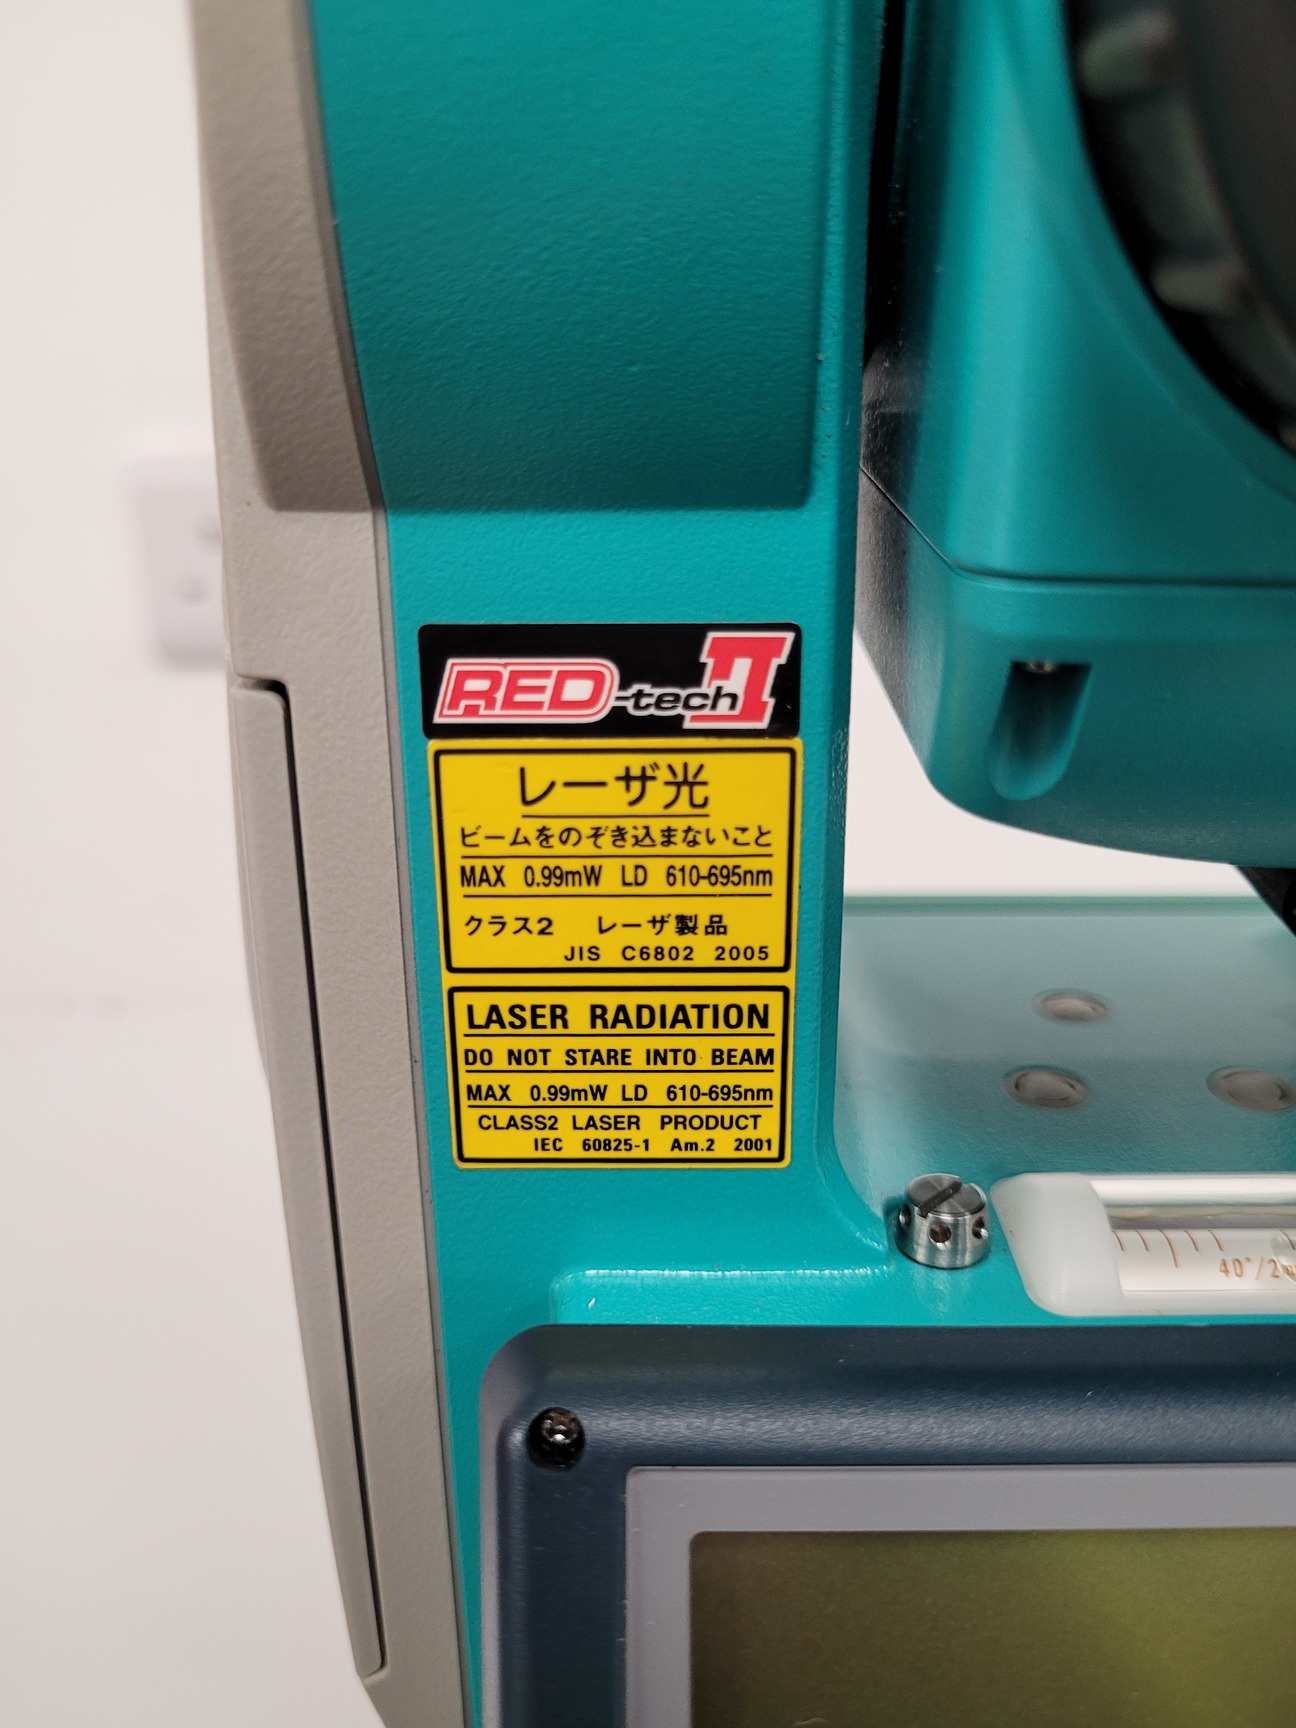 RED-tech II
レーザ光
ビームをのぞき込まないこと
MAX 0.99mW LD 610-695nm
クラス2 レーザ製品
JIS C6802 2005
LASER RADIATION
DO NOT STARE INTO BEAM
MAX 0.99mW LD 610-695nm
CLASS2 LASER PRODUCT
IEC 60825-1 Am.2 2001
40"/2